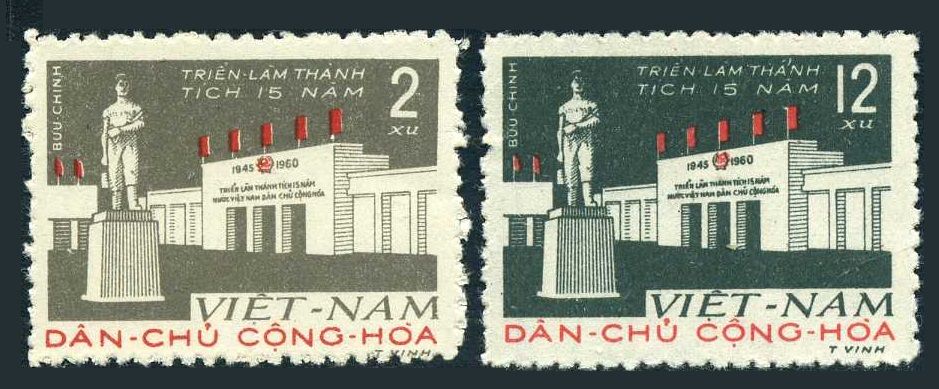 BƯU CHÍNH
TRIỂN-LÃM THÀNH
TÍCH 15 NĂM
2
xu
1945 1960
TRIỂN LÃM THÀNH TÍCH 15 NĂM
NƯỚC VIỆT NAM DÂN CHỦ CỘNG HÒA
VIỆT-NAM
DÂN-CHỦ CỘNG-HÒA
T VINH
BƯU CHÍNH
TRIỂN-LÃM THÀNH
TÍCH 15 NĂM
12
xu
1945 1960
TRIỂN LÃM THÀNH TÍCH 15 NĂM
NƯỚC VIỆT NAM DÂN CHỦ CỘNG HÒA
VIỆT-NAM
DÂN-CHỦ CỘNG-HÒA
T VINH